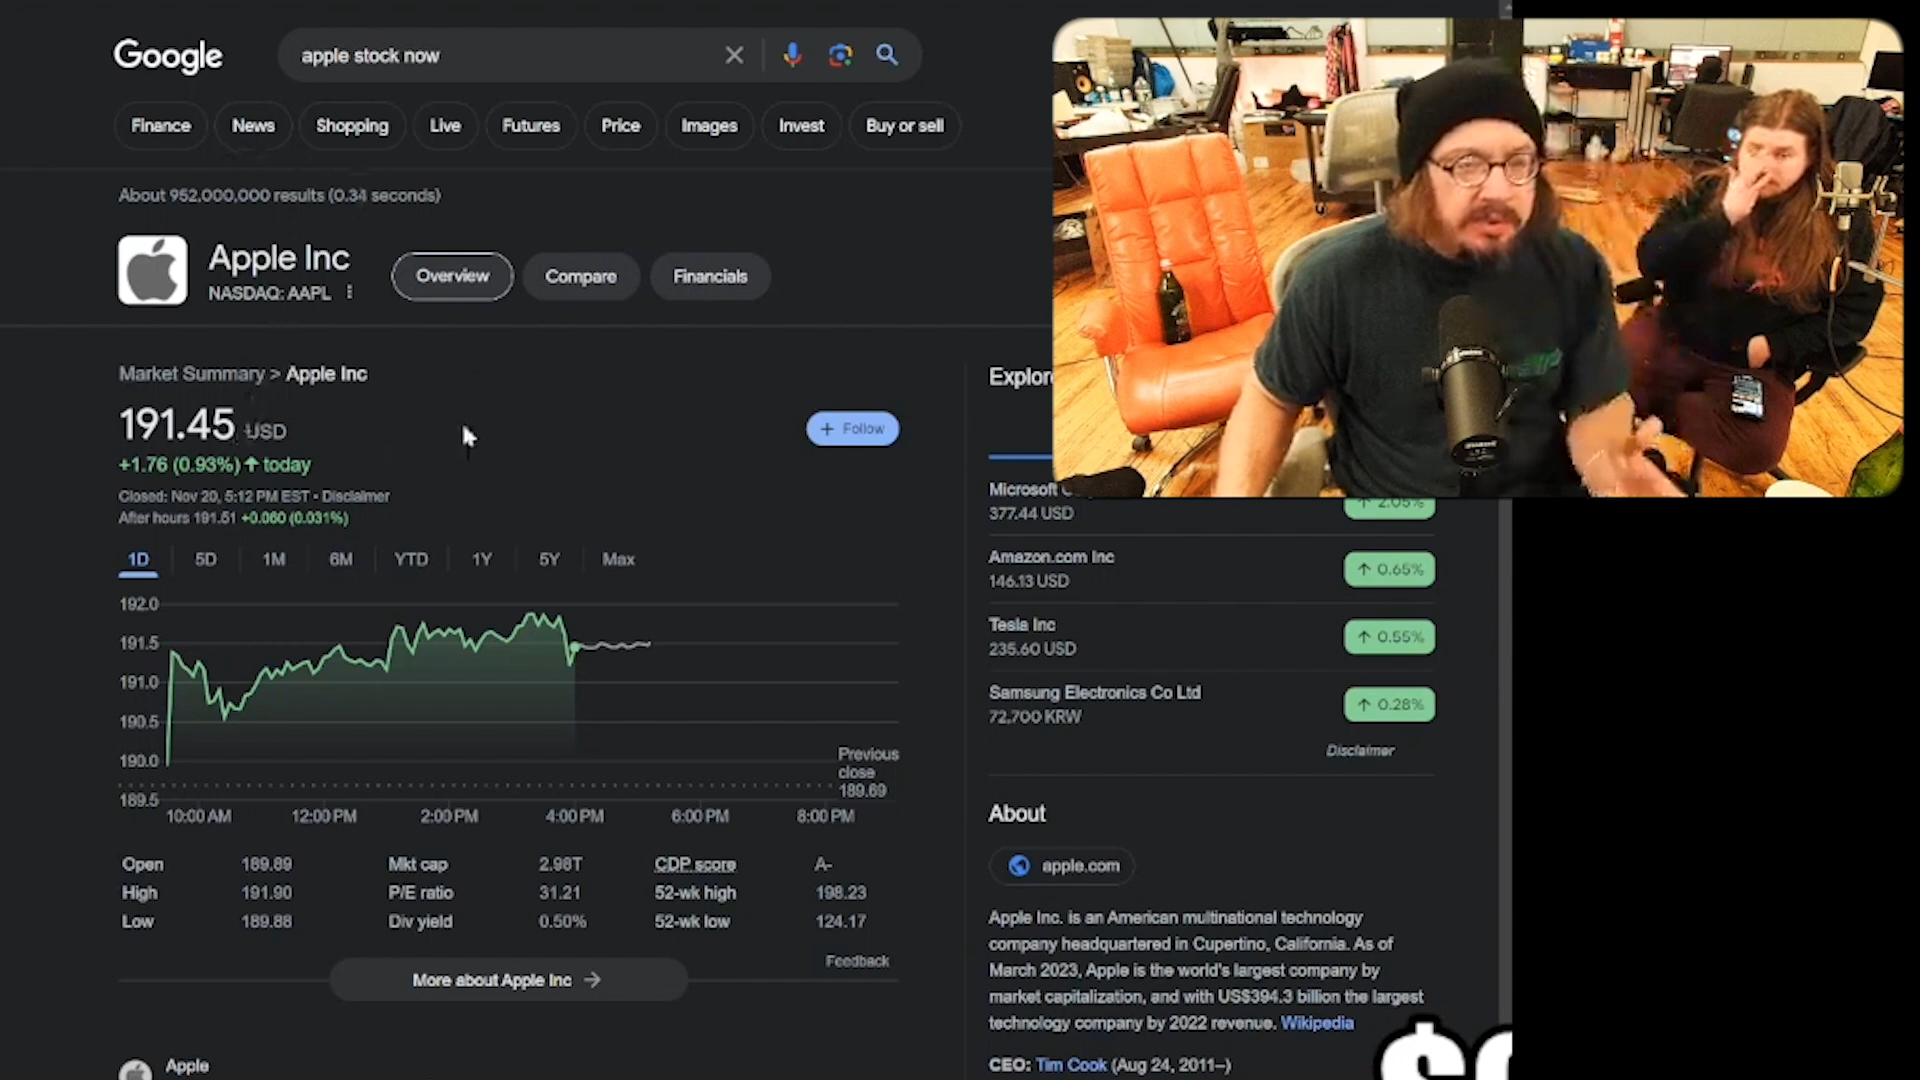 Google
apple stock now
Finance
News
Shopping
Live
Futures
Price
Images
Invest
Buy or sell
About 952,000,000 results (0.34 seconds)
Apple Inc
NASDAQ: AAPL
Overview
Compare
Financials
Market Summary > Apple Inc
191.45 USD
+ Follow
+1.76 (0.93%) ↑ today
Closed: Nov 20, 5:12 PM EST • Disclaimer
After hours 191.51 +0.060 (0.031%)
1D 5D 1M 6M YTD 1Y 5Y Max
192.0
191.5
191.0
190.5
190.0
189.5
Previous
close
189.69
10:00 AM 12:00 PM 2:00 PM 4:00 PM 6:00 PM 8:00 PM
Open 189.89 Mkt cap 2.98T CDP score A-
High 191.90 P/E ratio 31.21 52-wk high 198.23
Low 189.88 Div yield 0.50% 52-wk low 124.17
Feedback
More about Apple Inc →
Apple
Microsoft
377.44 USD
↑ 2.05%
Amazon.com Inc
146.13 USD
↑ 0.65%
Tesla Inc
235.60 USD
↑ 0.55%
Samsung Electronics Co Ltd
72,700 KRW
↑ 0.28%
Disclaimer
About
apple.com
Apple Inc. is an American multinational technology
company headquartered in Cupertino, California. As of
March 2023, Apple is the world's largest company by
market capitalization, and with US$394.3 billion the largest
technology company by 2022 revenue. Wikipedia
CEO: Tim Cook (Aug 24, 2011–)